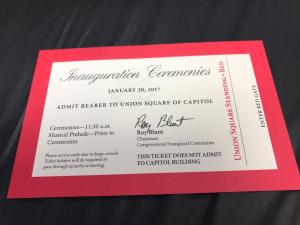 Inauguration Ceremonies
JANUARY 20, 2017
ADMIT BEARER TO UNION SQUARE OF CAPITOL
Ceremonies—11:30 A.M.
Musical Prelude—Prior to
Ceremonies
Please arrive early due to large crowds.
Ticket holders will be required to
pass through security screening.
Roy Blunt
Roy Blunt
Chairman
Congressional Inaugural Committee
THIS TICKET DOES NOT ADMIT
TO CAPITOL BUILDING
UNION SQUARE STANDING - RED
ENTER RED GATE